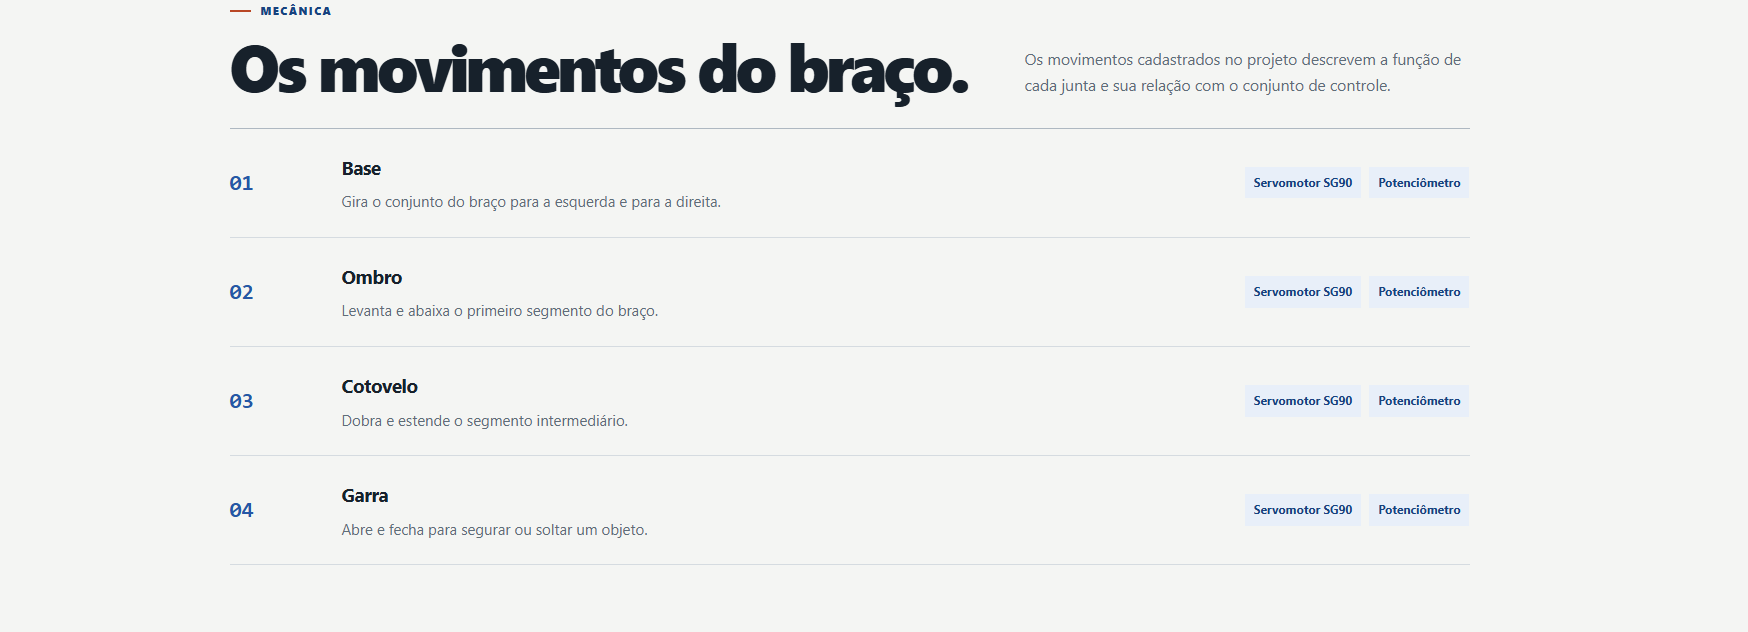 MECÂNICA
Os movimentos do braço.
Os movimentos cadastrados no projeto descrevem a função de
cada junta e sua relação com o conjunto de controle.
01
Base
Gira o conjunto do braço para a esquerda e para a direita.
Servomotor SG90
Potenciômetro
02
Ombro
Levanta e abaixa o primeiro segmento do braço.
Servomotor SG90
Potenciômetro
03
Cotovelo
Dobra e estende o segmento intermediário.
Servomotor SG90
Potenciômetro
04
Garra
Abre e fecha para segurar ou soltar um objeto.
Servomotor SG90
Potenciômetro